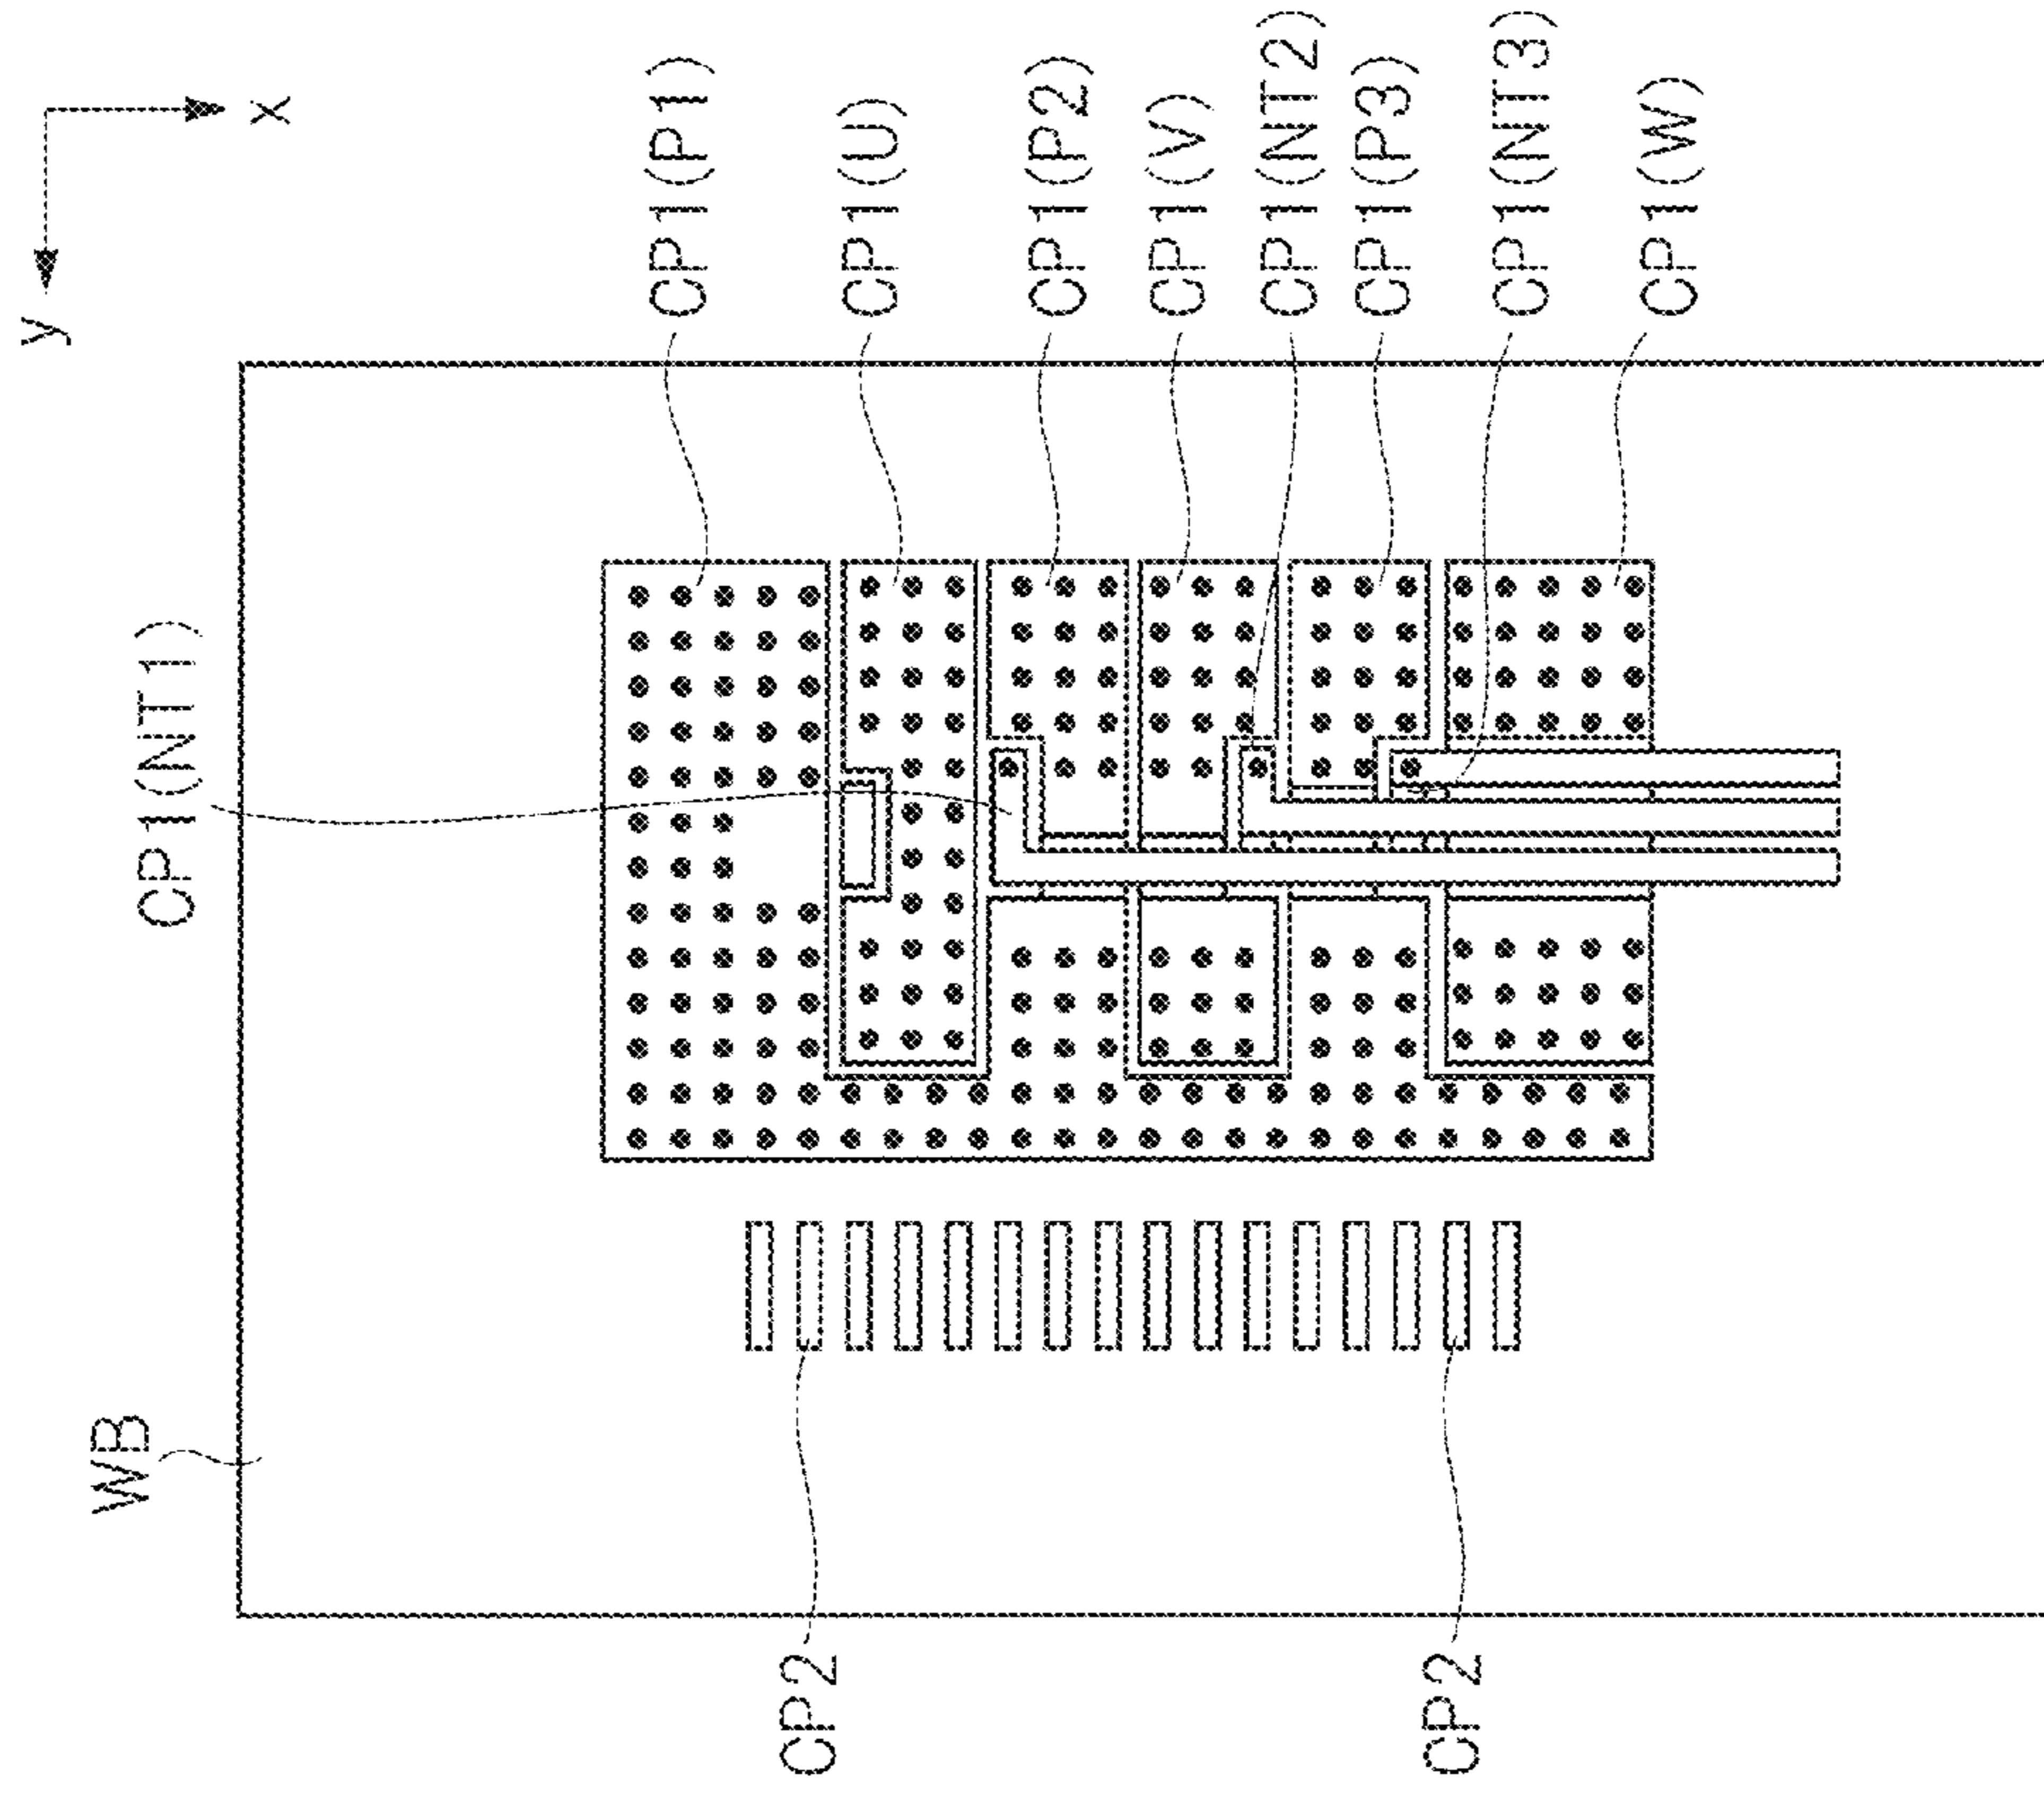 y
x
CP1(P1)
CP1(U)
CP1(P2)
CP1(V)
CP1(NT2)
CP1(P3)
CP1(NT3)
CP1(W)
CP1(NT1)
WB
CP2
CP2